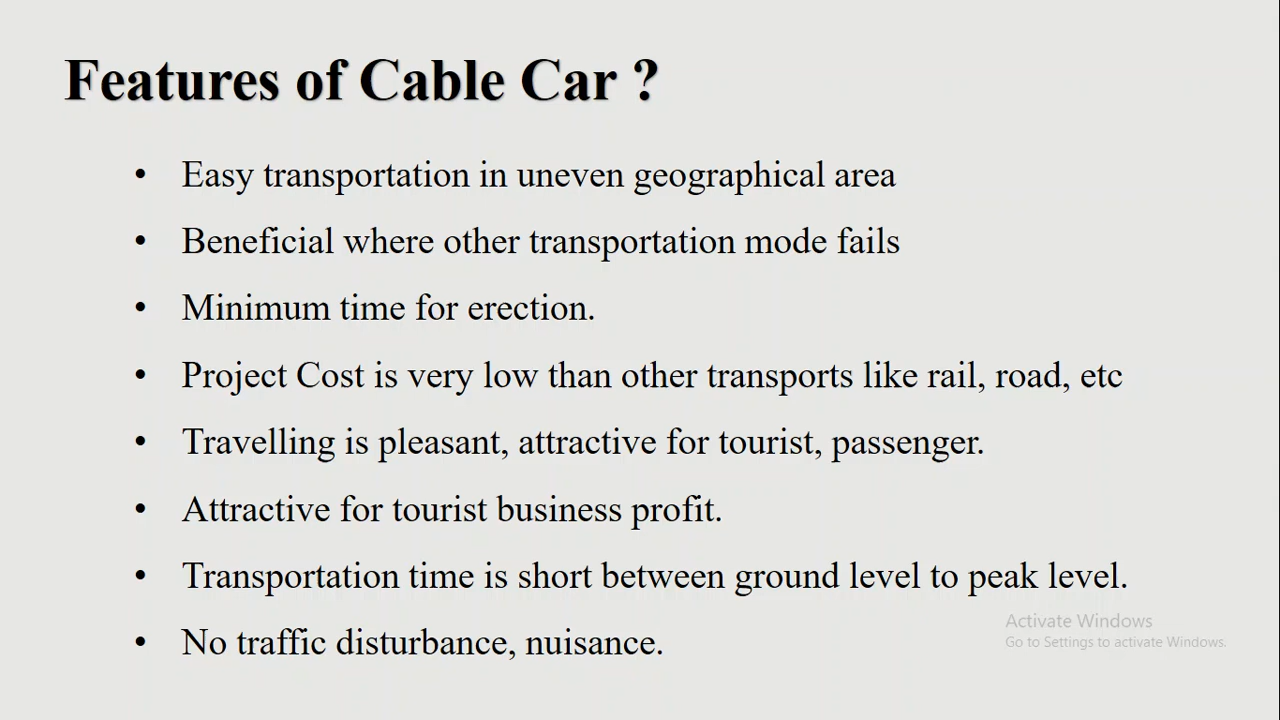 Features of Cable Car ?
• Easy transportation in uneven geographical area
• Beneficial where other transportation mode fails
• Minimum time for erection.
• Project Cost is very low than other transports like rail, road, etc
• Travelling is pleasant, attractive for tourist, passenger.
• Attractive for tourist business profit.
• Transportation time is short between ground level to peak level.
Activate Windows
Go to Settings to activate Windows.
• No traffic disturbance, nuisance.